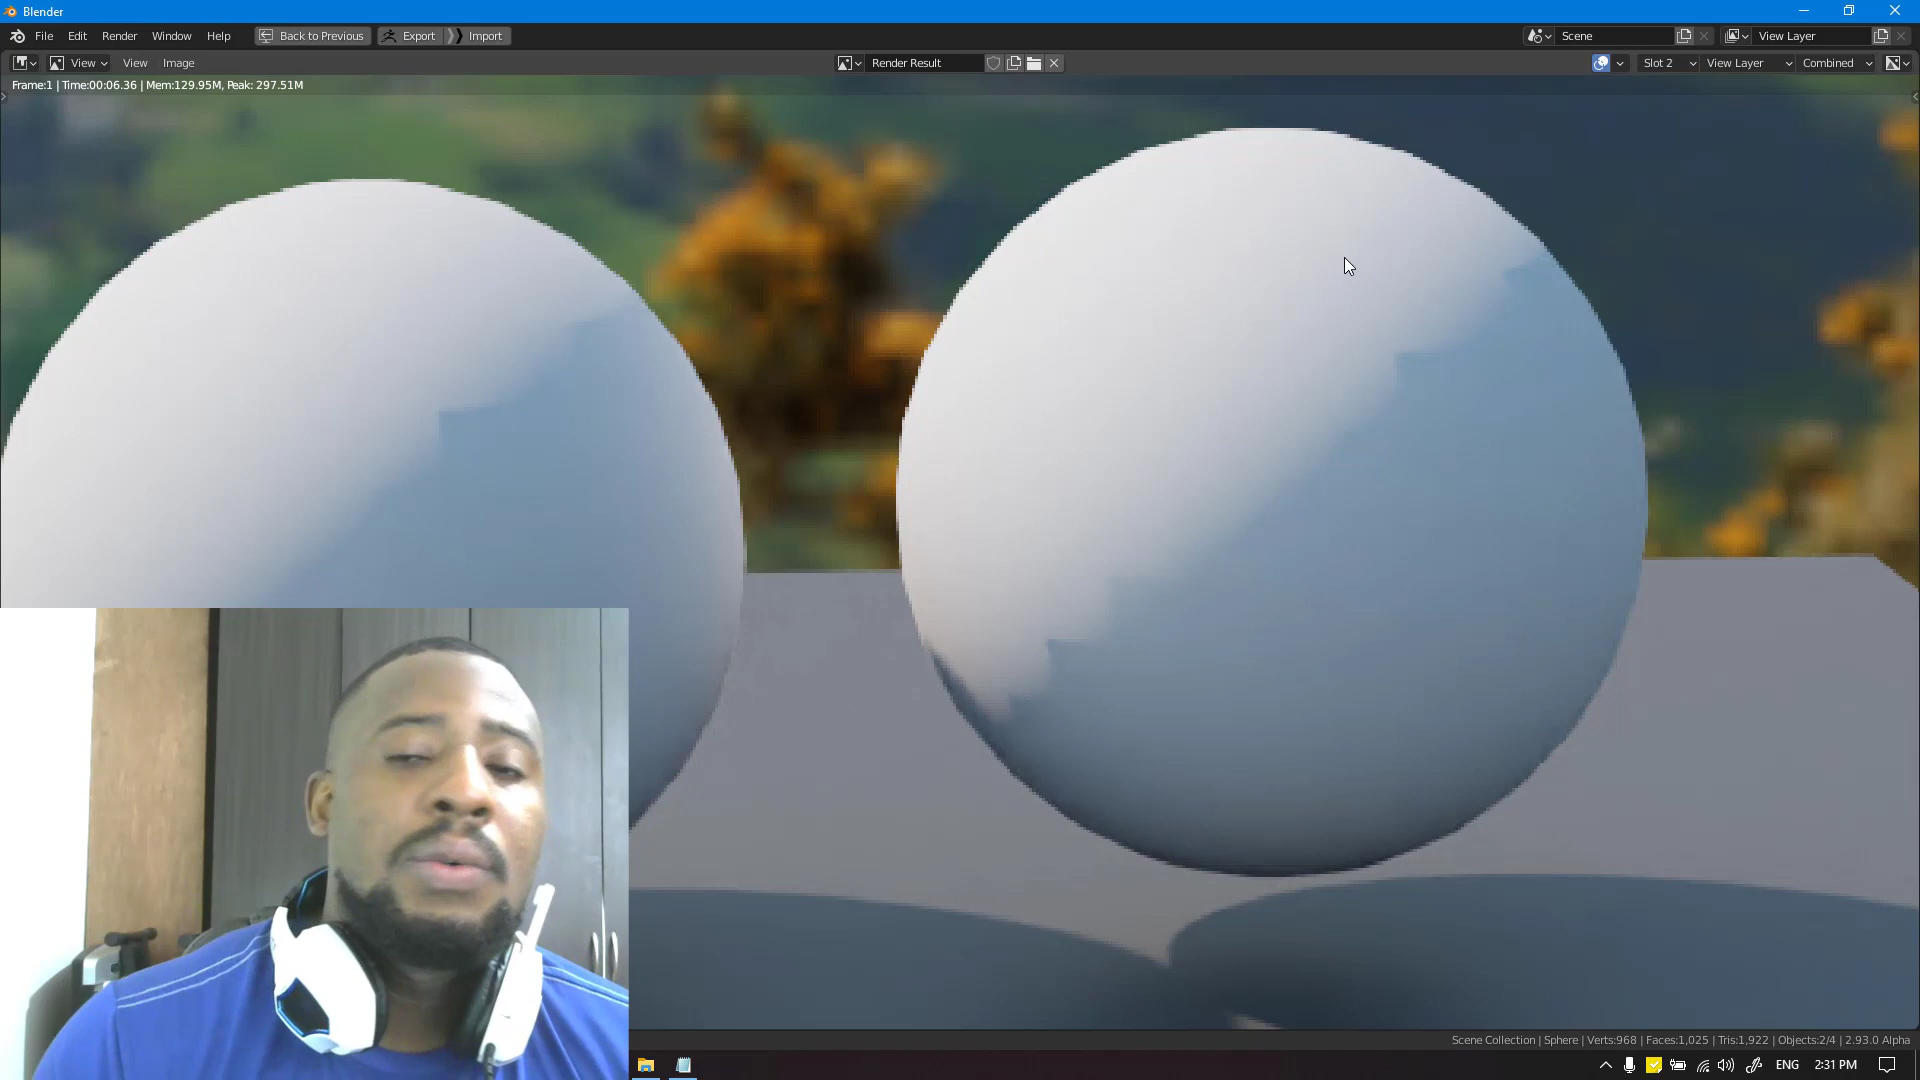 Blender
File Edit Render Window Help Back to Previous Export Import Scene View Layer
View View Image Render Result Slot 2 View Layer Combined
Frame:1 | Time:00:06.36 | Mem:129.95M, Peak: 297.51M
Scene Collection | Sphere | Verts:968 | Faces:1,025 | Tris:1,922 | Objects:2/4 | 2.93.0 Alpha
ENG 2:31 PM